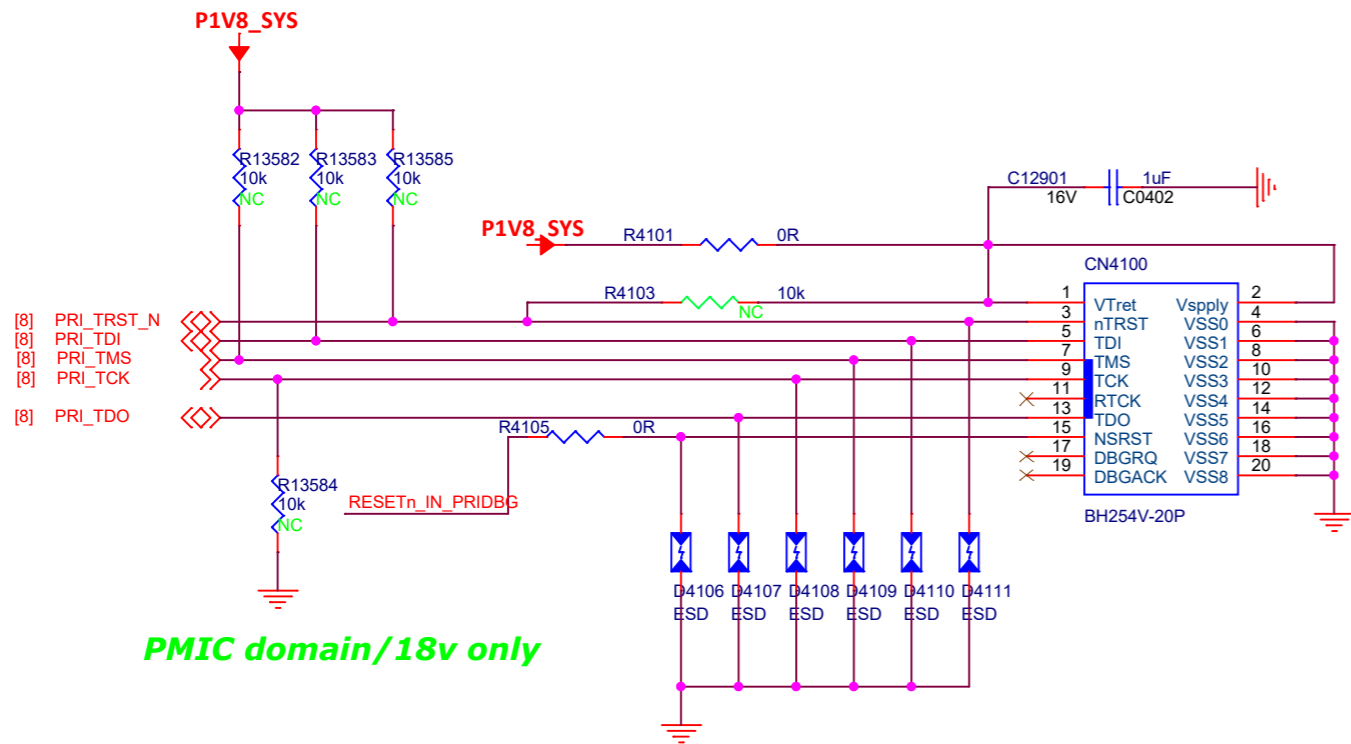 P1V8_SYS
R13582
10k
NC
R13583
10k
NC
R13585
10k
NC
C12901
1uF
16V
C0402
P1V8_SYS
R4101
0R
CN4100
R4103
10k
NC
1
VTret
Vspply
2
3
nTRST
VSS0
4
5
TDI
VSS1
6
7
TMS
VSS2
8
9
TCK
VSS3
10
11
RTCK
VSS4
12
13
TDO
VSS5
14
15
NSRST
VSS6
16
17
DBGRQ
VSS7
18
19
DBGACK
VSS8
20
BH254V-20P
[8] PRI_TRST_N
[8] PRI_TDI
[8] PRI_TMS
[8] PRI_TCK
[8] PRI_TDO
R4105
0R
R13584
10k
NC
RESETn_IN_PRIDBG
D4106
ESD
D4107
ESD
D4108
ESD
D4109
ESD
D4110
ESD
D4111
ESD
PMIC domain/18v only